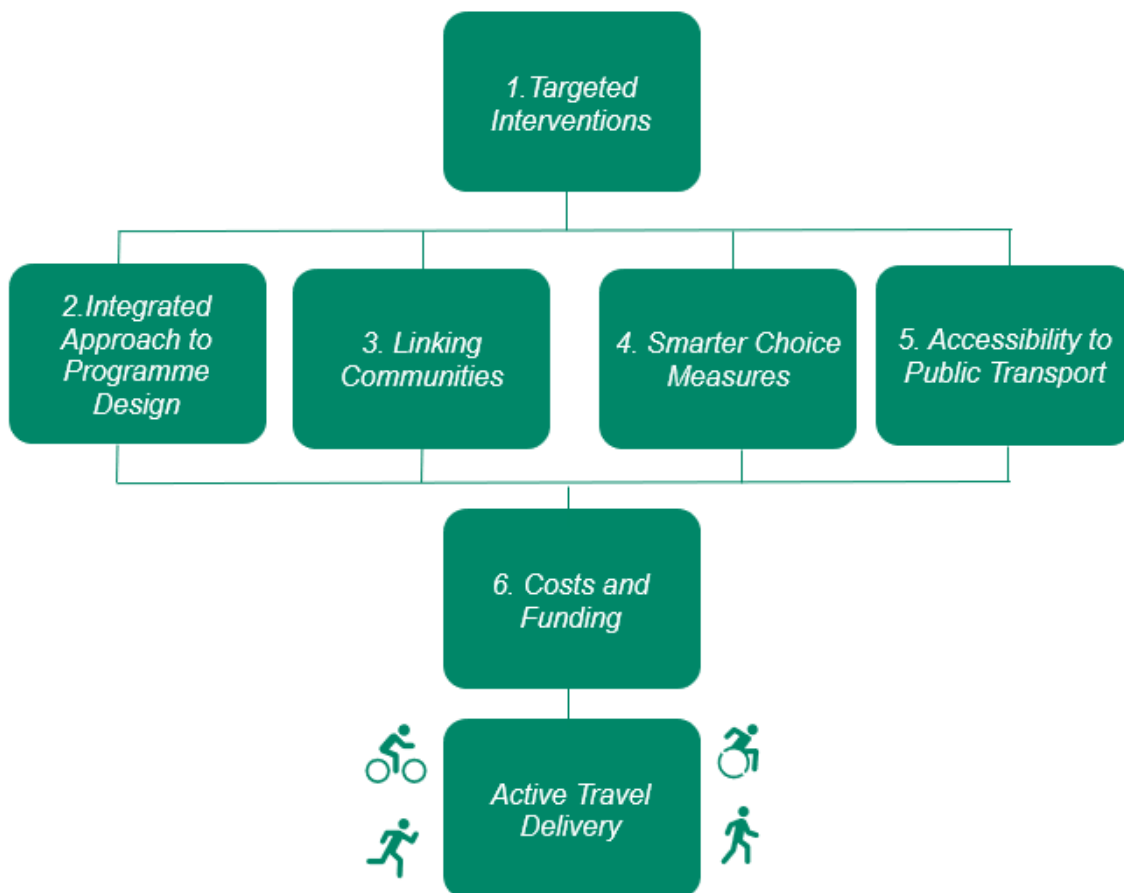 1.Targeted
Interventions
2.Integrated
Approach to
Programme
Design
3. Linking
Communities
4. Smarter Choice
Measures
5. Accessibility to
Public Transport
6. Costs and
Funding
Active Travel
Delivery